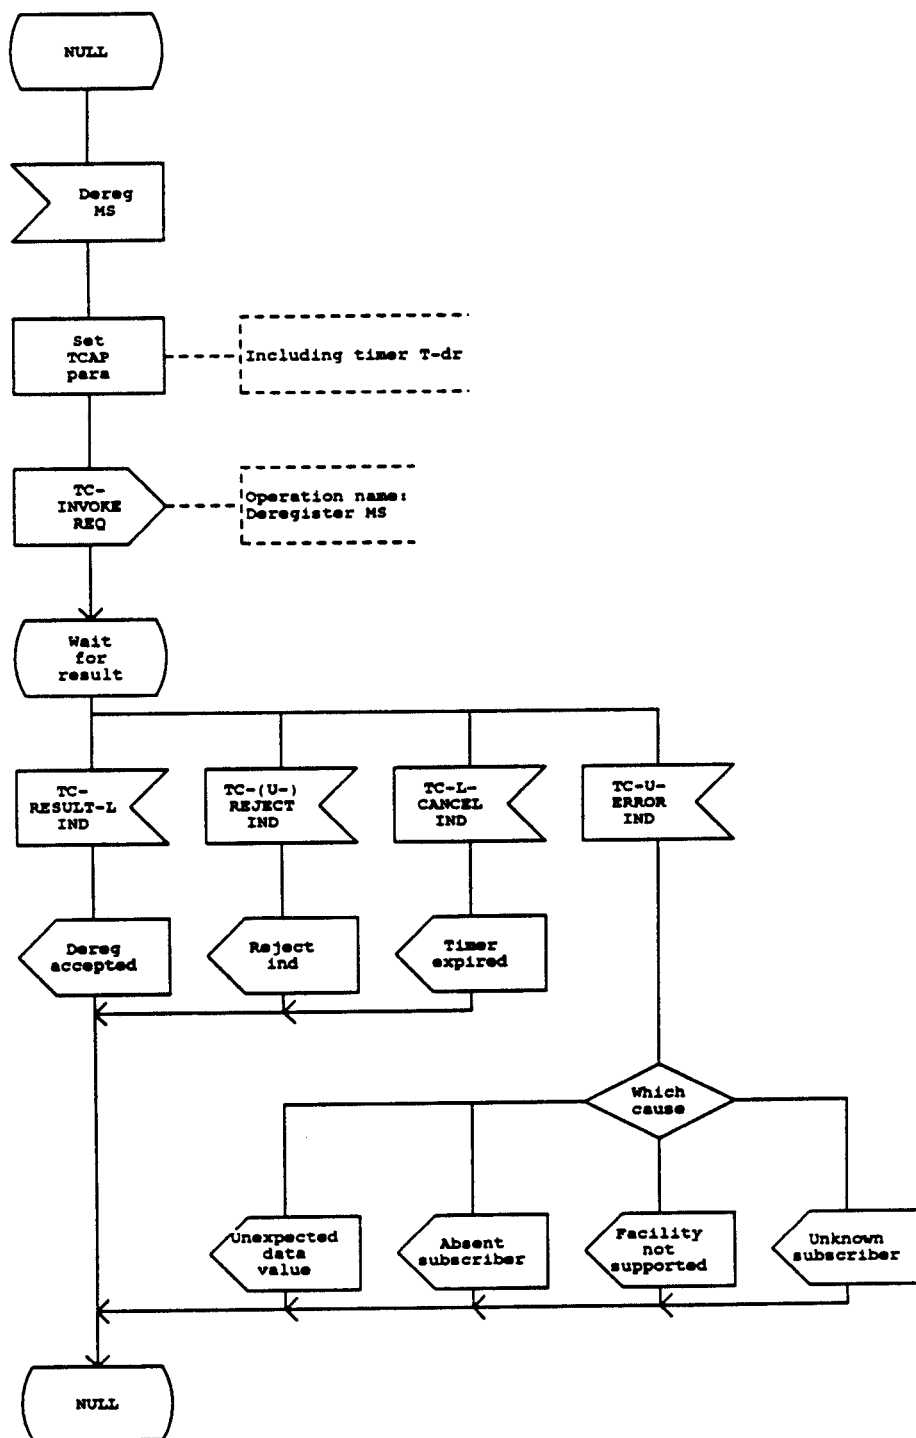 NULL
Dereg
MS
Set
TCAP
para
Including timer T-dr
TC-
INVOKE
REQ
Operation name:
Deregister MS
Wait
for
result
TC-
RESULT-L
IND
TC-(U-)
REJECT
IND
TC-L-
CANCEL
IND
TC-U-
ERROR
IND
Dereg
accepted
Reject
ind
Timer
expired
Which
cause
Unexpected
data
value
Absent
subscriber
Facility
not
supported
Unknown
subscriber
NULL